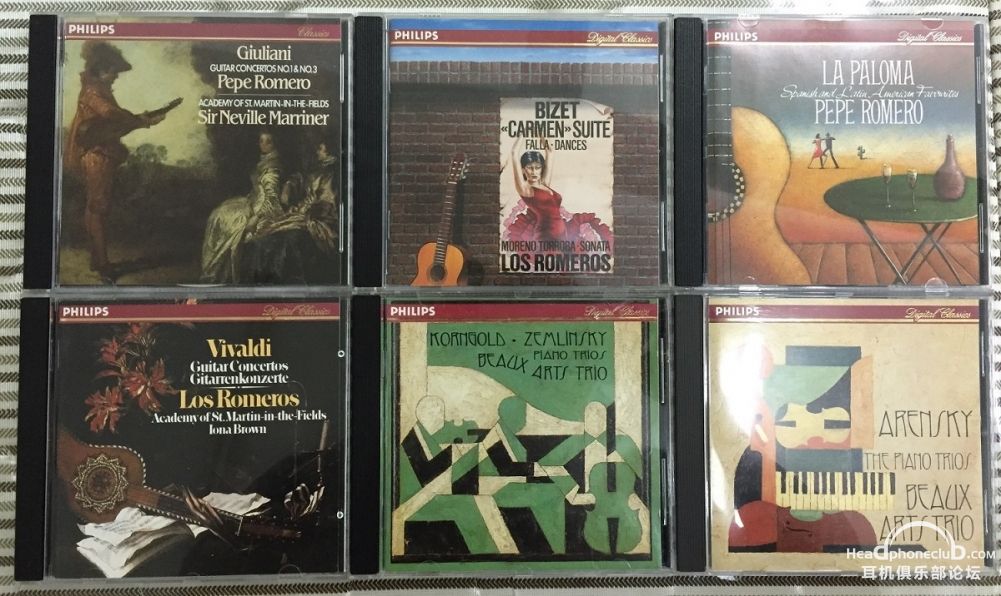 PHILIPS
Classics
Giuliani
GUITAR CONCERTOS NO.1 & NO.3
Pepe Romero
ACADEMY OF ST. MARTIN-IN-THE-FIELDS
Sir Neville Marriner
PHILIPS
Digital Classics
BIZET
«CARMEN» SUITE
FALLA · DANCES
MORENO TORROBA · SONATA
LOS ROMEROS
PHILIPS
Digital Classics
LA PALOMA
Spanish and Latin American Favourites
PEPE ROMERO
PHILIPS
Digital Classics
Vivaldi
Guitar Concertos
Gitarrenkonzerte
Los Romeros
Academy of St. Martin-in-the-Fields
Iona Brown
PHILIPS
Digital Classics
KORNGOLD · ZEMLINSKY
PIANO TRIOS
BEAUX ARTS TRIO
PHILIPS
Digital Classics
ARENSKY
THE PIANO TRIOS
BEAUX
ARTS TRIO
Headphoneclub.com
耳机俱乐部论坛